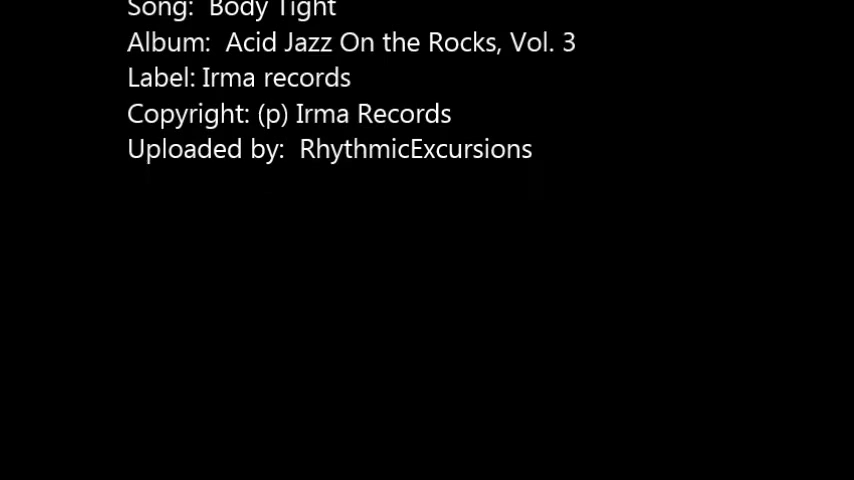 Song:  Body Tight
Album:  Acid Jazz On the Rocks, Vol. 3
Label: Irma records
Copyright: (p) Irma Records
Uploaded by:  RhythmicExcursions